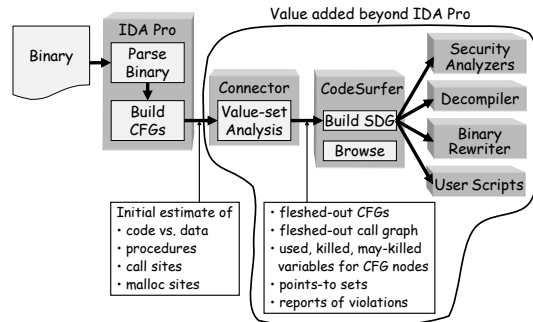 Value added beyond IDA Pro
IDA Pro
Binary
Parse
Binary
Build
CFGs
Connector
Value-set
Analysis
CodeSurfer
Build SDG
Browse
Security
Analyzers
Decompiler
Binary
Rewriter
User Scripts
Initial estimate of
• code vs. data
• procedures
• call sites
• malloc sites
• fleshed-out CFGs
• fleshed-out call graph
• used, killed, may-killed
variables for CFG nodes
• points-to sets
• reports of violations